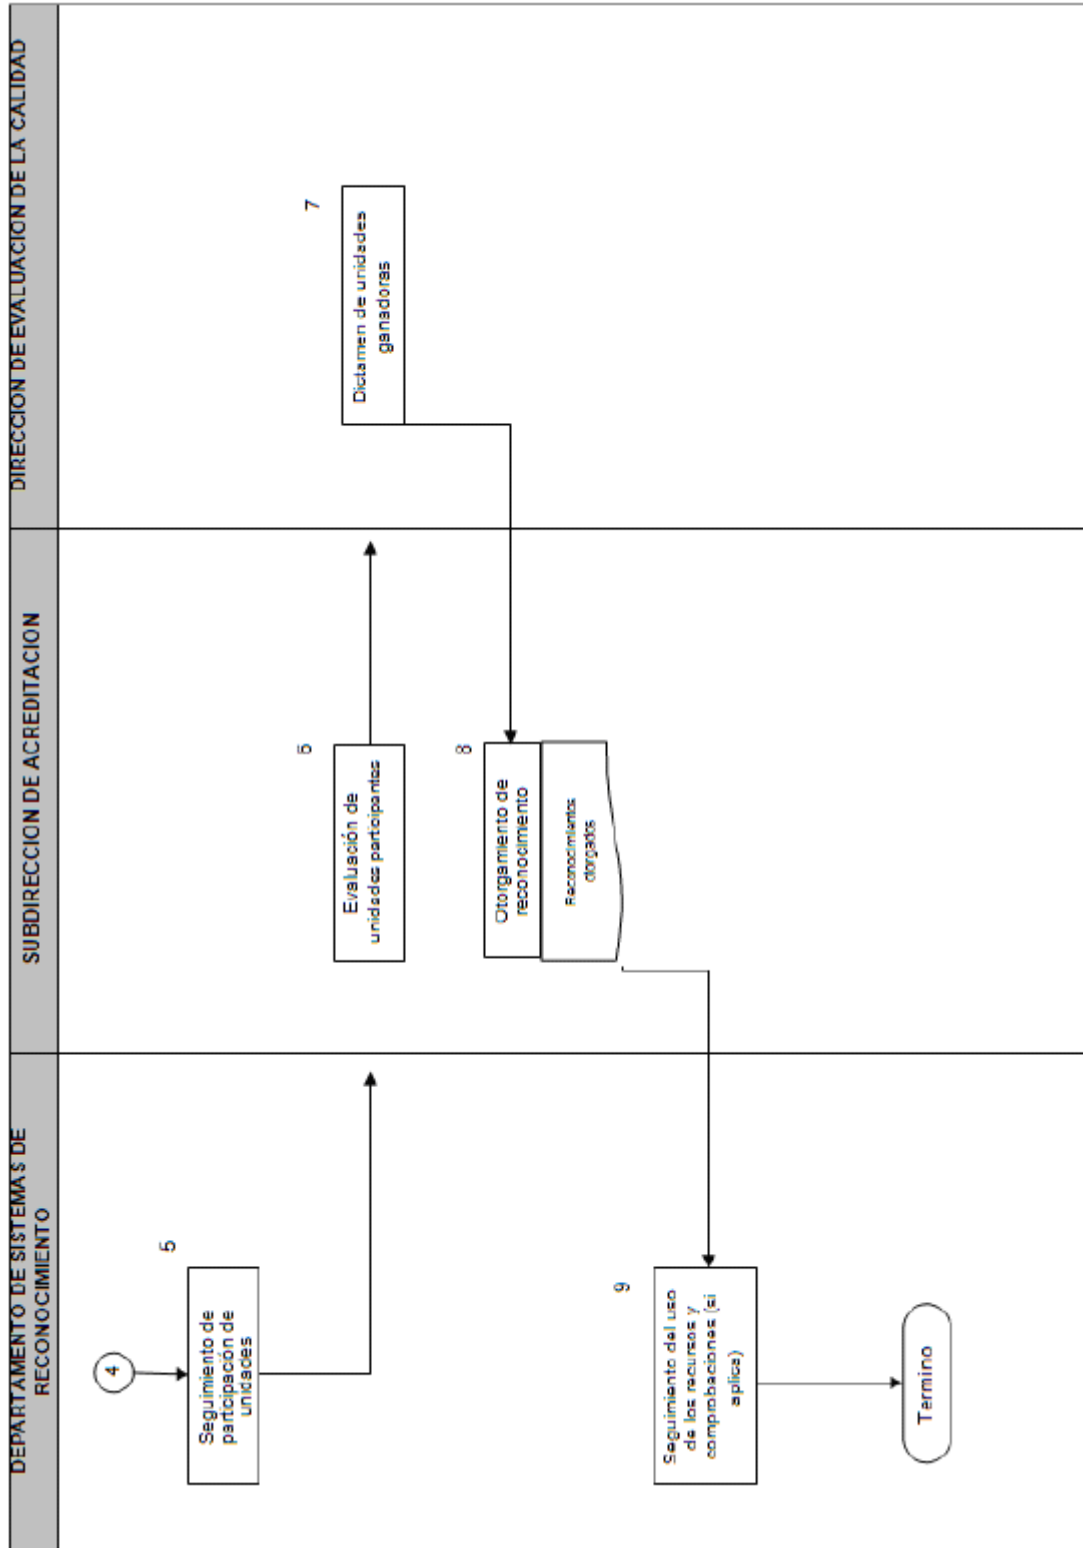 DEPARTAMENTO DE SISTEMAS DE
RECONOCIMIENTO
SUBDIRECCION DE ACREDITACION
DIRECCION DE EVALUACION DE LA CALIDAD
4
5
Seguimiento de
participación de
unidades
6
Evaluación de
unidades participantes
7
Dictamen de unidades
ganadoras
8
Otorgamiento de
reconocimiento
Reconocimientos
otorgados
9
Seguimiento del uso
de los recursos y
comprobaciones (si
aplica)
Termino